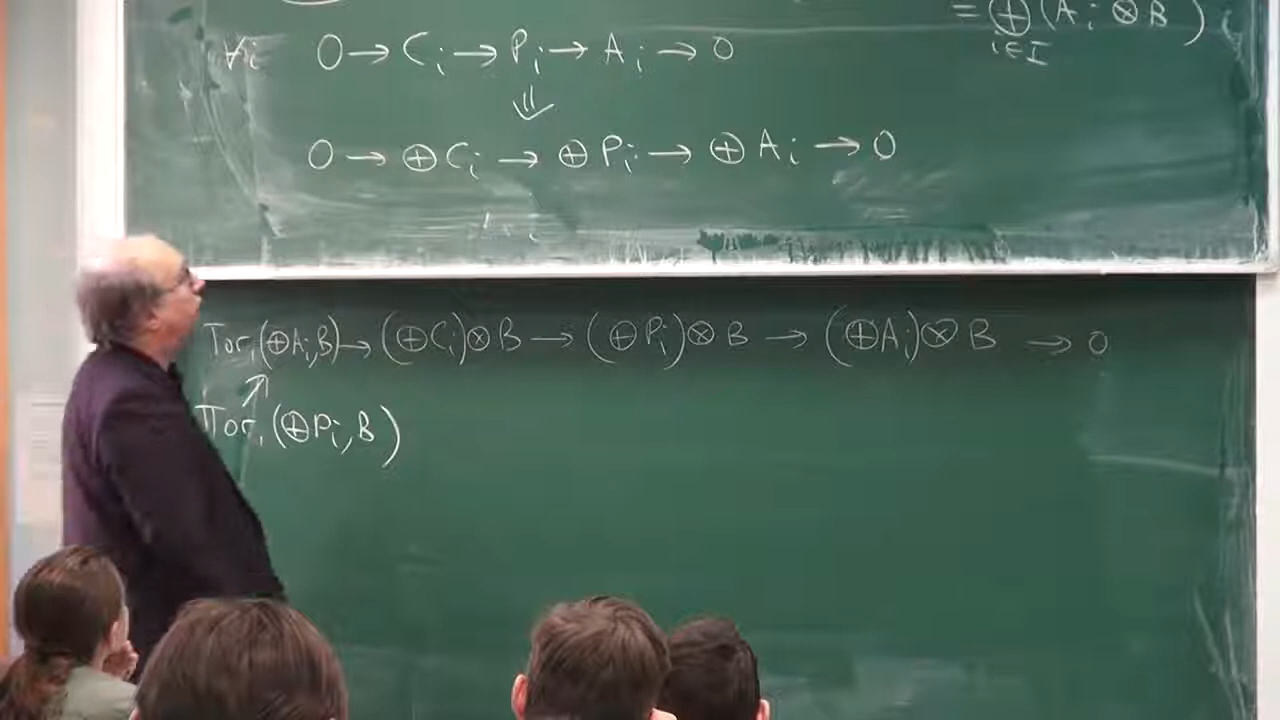 = ⊕ (A_i ⊗ B)
i∈I
∀i 0 → C_i → P_i → A_i → 0
⇓
0 → ⊕C_i → ⊕P_i → ⊕A_i → 0
Tor_1(⊕A_i, B) → (⊕C_i)⊗B → (⊕P_i)⊗B → (⊕A_i)⊗B → 0
↗
Tor_1(⊕P_i, B)